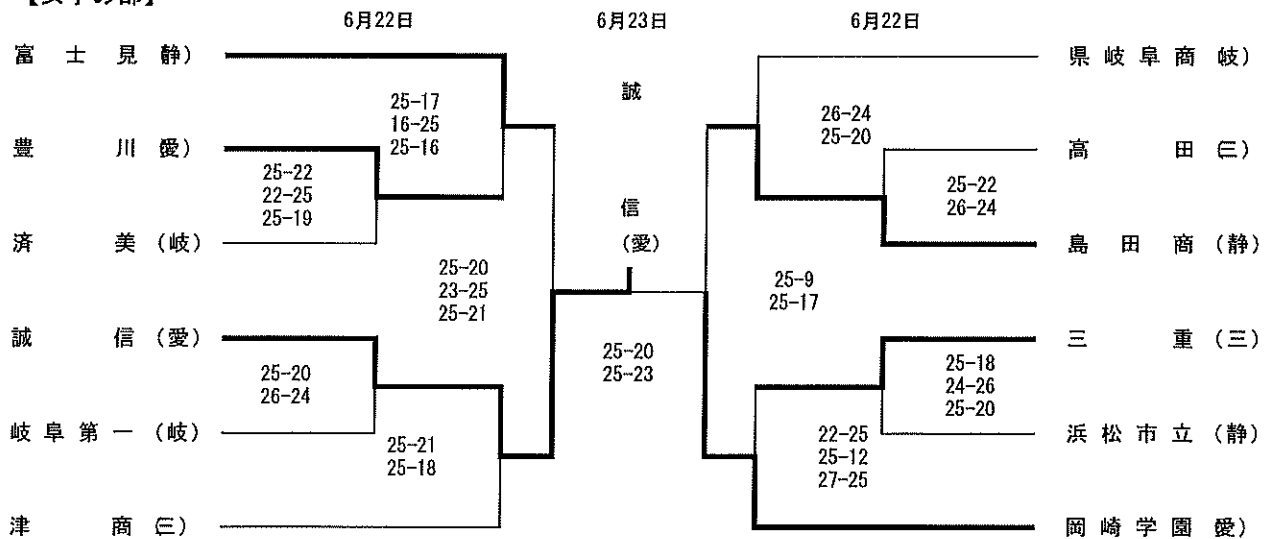 【女子の部】
6月22日 6月23日 6月22日
富士見静）
県岐阜商岐）
25-17
16-25
25-16
誠
信
（愛）
26-24
25-20
豊川愛）
高田三）
25-22
22-25
25-19
25-22
26-24
済美（岐）
島田商（静）
25-20
23-25
25-21
25-9
25-17
誠信（愛）
三重（三）
25-20
26-24
25-20
25-23
25-18
24-26
25-20
岐阜第一（岐）
浜松市立（静）
25-21
25-18
22-25
25-12
27-25
津商三）
岡崎学園愛）